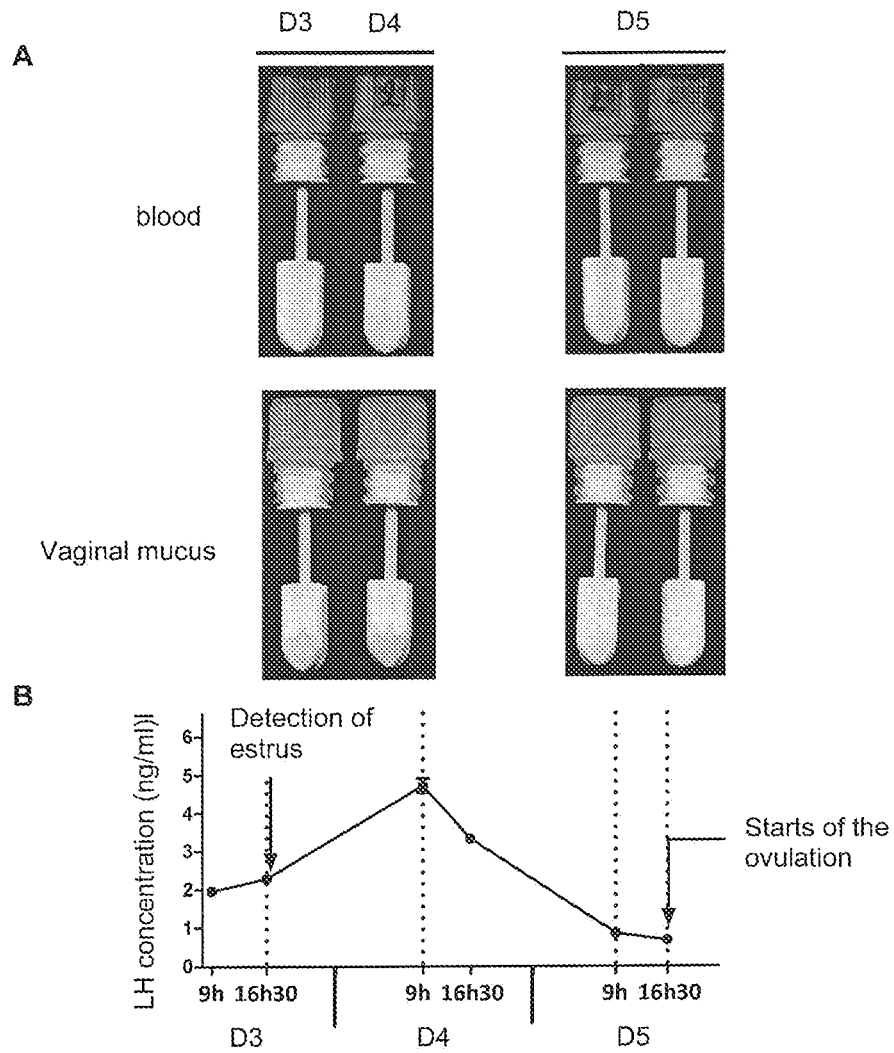 D3 D4 D5
A
blood
Vaginal mucus
B
LH concentration (ng/ml)l
6
5
4
3
2
1
0
Detection of
estrus
Starts of the
ovulation
9h 16h30 9h 16h30 9h 16h30
D3 D4 D5